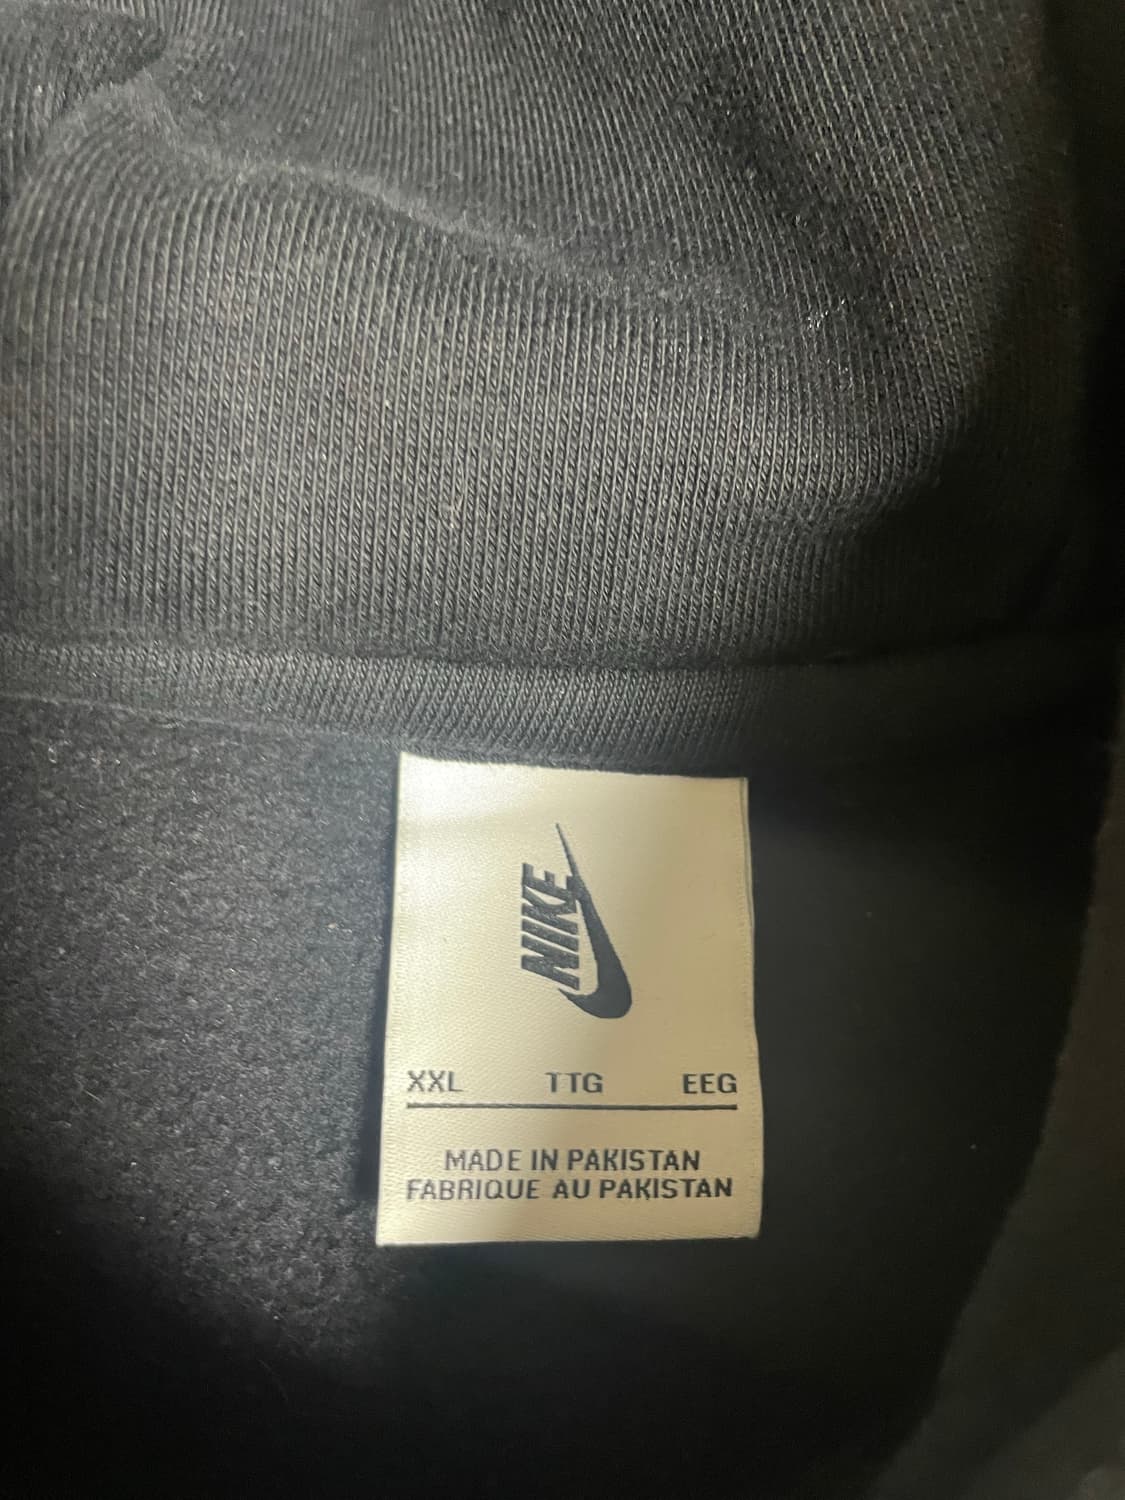 NIKE
XXL TTG EEG
MADE IN PAKISTAN
FABRIQUE AU PAKISTAN